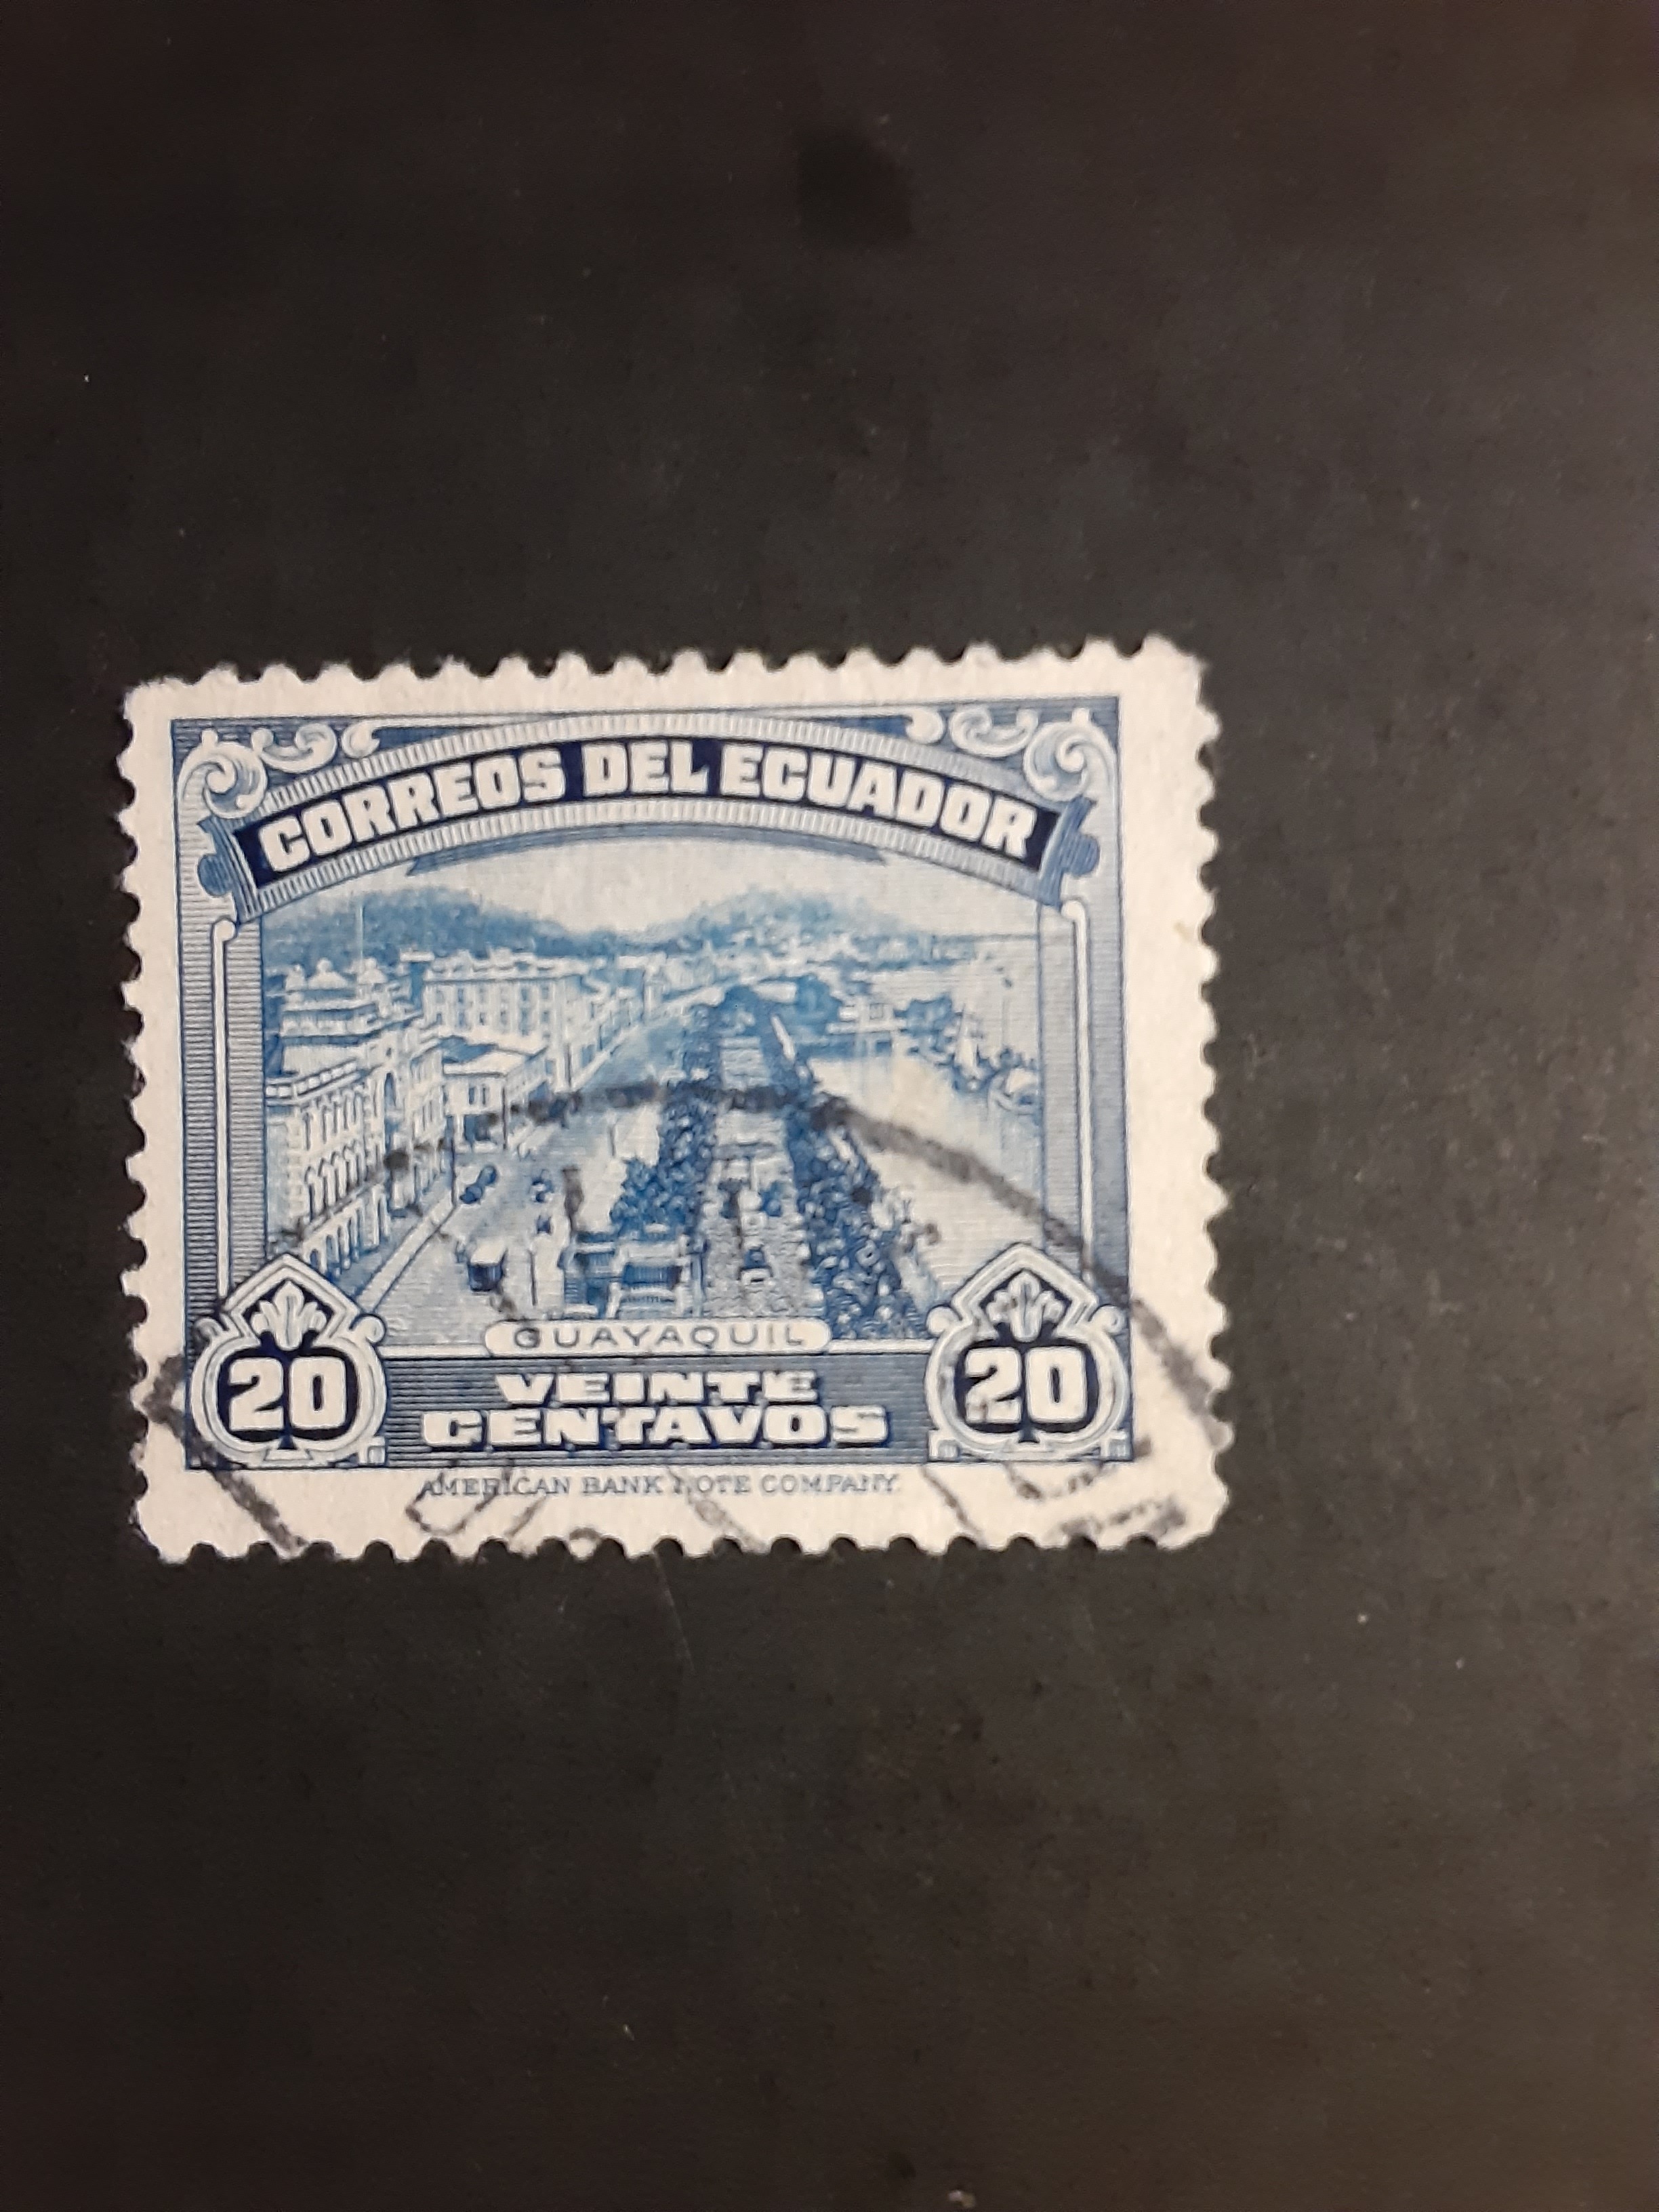 CORREOS DEL ECUADOR
GUAYAQUIL
20 VEINTE CENTAVOS 20
AMERICAN BANK NOTE COMPANY.